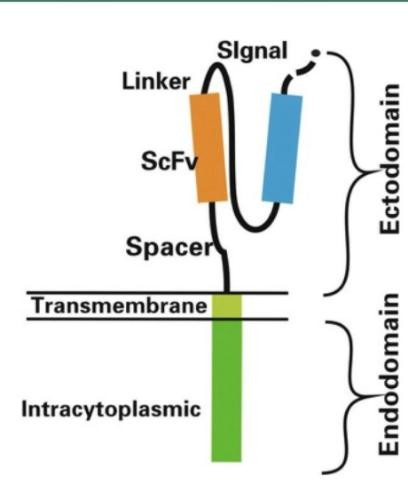 SIgnal
Linker
ScFv
Spacer
Transmembrane
Intracytoplasmic
Ectodomain
Endodomain